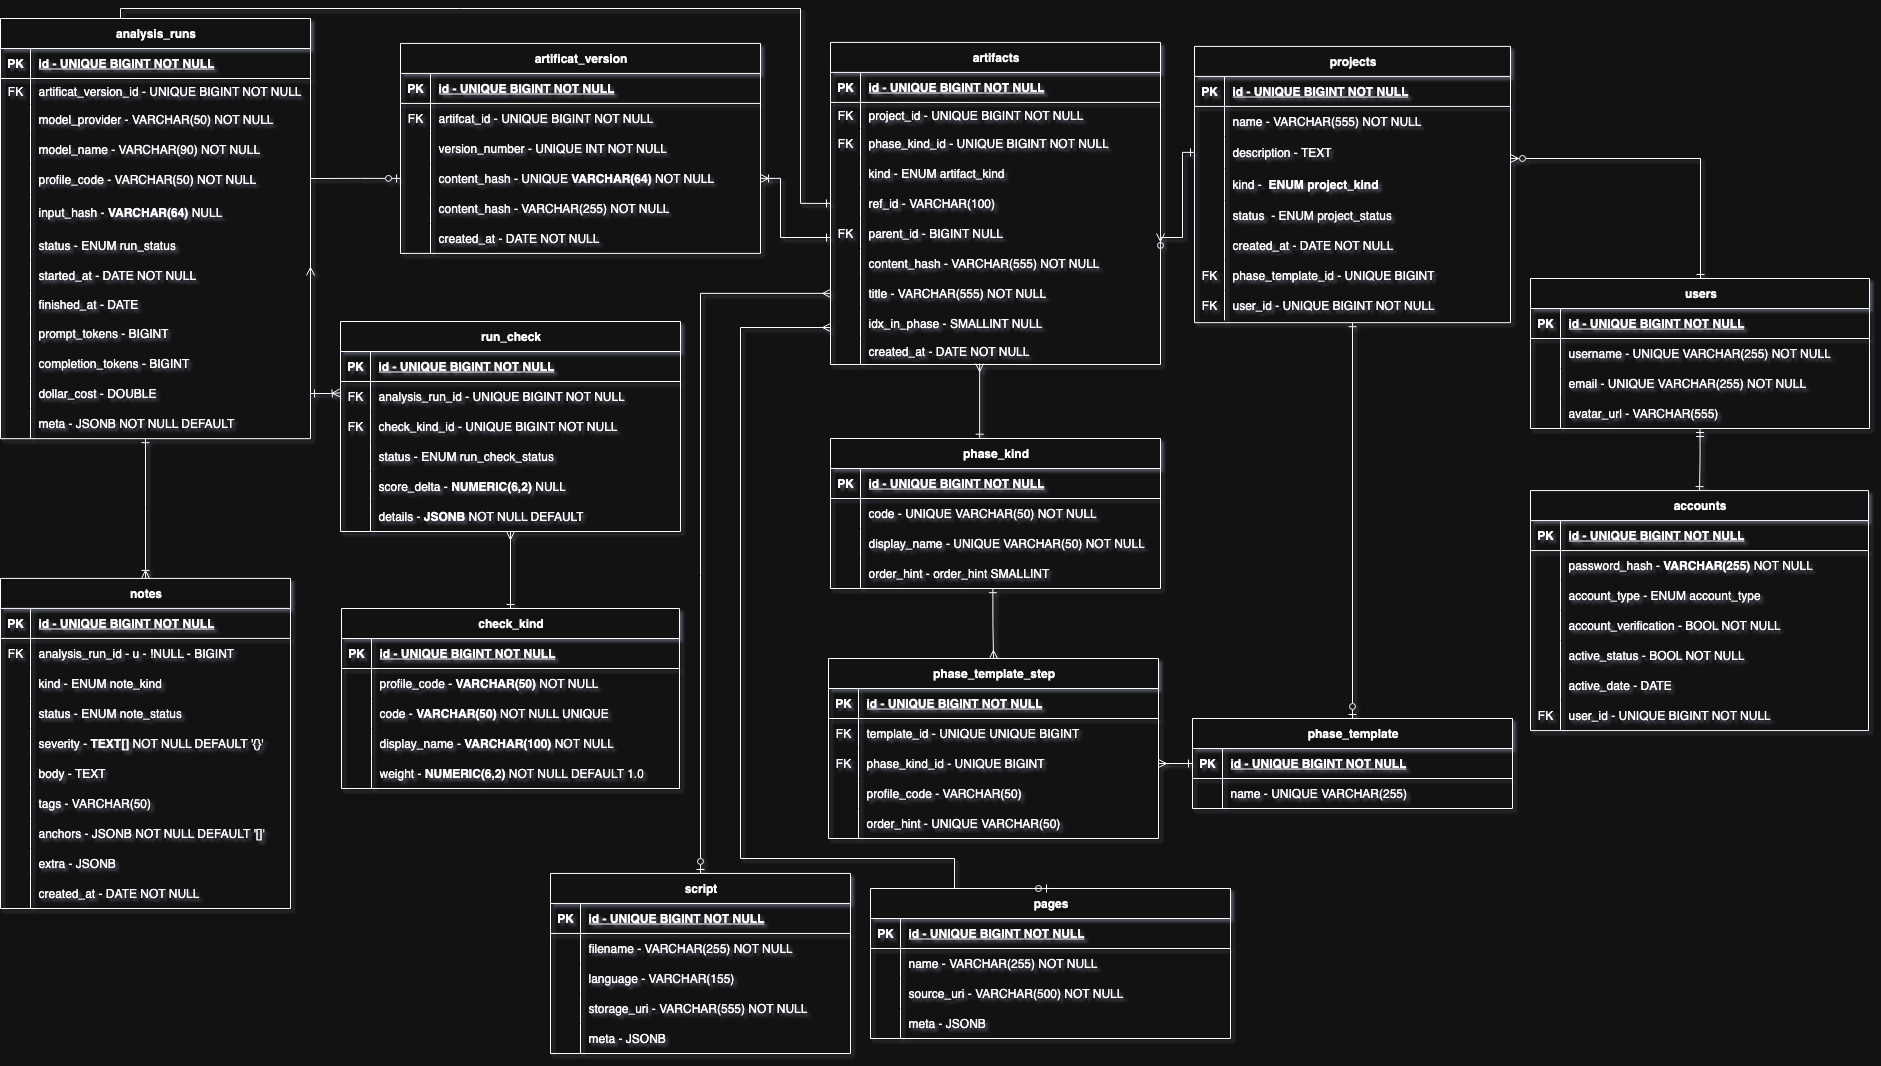 analysis_runs
PK id - UNIQUE BIGINT NOT NULL
FK artificat_version_id - UNIQUE BIGINT NOT NULL
model_provider - VARCHAR(50) NOT NULL
model_name - VARCHAR(90) NOT NULL
profile_code - VARCHAR(50) NOT NULL
input_hash - VARCHAR(64) NULL
status - ENUM run_status
started_at - DATE NOT NULL
finished_at - DATE
prompt_tokens - BIGINT
completion_tokens - BIGINT
dollar_cost - DOUBLE
meta - JSONB NOT NULL DEFAULT
artificat_version
PK id - UNIQUE BIGINT NOT NULL
FK artifcat_id - UNIQUE BIGINT NOT NULL
version_number - UNIQUE INT NOT NULL
content_hash - UNIQUE VARCHAR(64) NOT NULL
content_hash - VARCHAR(255) NOT NULL
created_at - DATE NOT NULL
artifacts
PK id - UNIQUE BIGINT NOT NULL
FK project_id - UNIQUE BIGINT NOT NULL
FK phase_kind_id - UNIQUE BIGINT NOT NULL
kind - ENUM artifact_kind
ref_id - VARCHAR(100)
FK parent_id - BIGINT NULL
content_hash - VARCHAR(555) NOT NULL
title - VARCHAR(555) NOT NULL
idx_in_phase - SMALLINT NULL
created_at - DATE NOT NULL
projects
PK id - UNIQUE BIGINT NOT NULL
name - VARCHAR(555) NOT NULL
description - TEXT
kind - ENUM project_kind
status - ENUM project_status
created_at - DATE NOT NULL
FK phase_template_id - UNIQUE BIGINT
FK user_id - UNIQUE BIGINT NOT NULL
users
PK id - UNIQUE BIGINT NOT NULL
username - UNIQUE VARCHAR(255) NOT NULL
email - UNIQUE VARCHAR(255) NOT NULL
avatar_url - VARCHAR(555)
run_check
PK id - UNIQUE BIGINT NOT NULL
FK analysis_run_id - UNIQUE BIGINT NOT NULL
FK check_kind_id - UNIQUE BIGINT NOT NULL
status - ENUM run_check_status
score_delta - NUMERIC(6,2) NULL
details - JSONB NOT NULL DEFAULT
phase_kind
PK id - UNIQUE BIGINT NOT NULL
code - UNIQUE VARCHAR(50) NOT NULL
display_name - UNIQUE VARCHAR(50) NOT NULL
order_hint - order_hint SMALLINT
accounts
PK id - UNIQUE BIGINT NOT NULL
password_hash - VARCHAR(255) NOT NULL
account_type - ENUM account_type
account_verification - BOOL NOT NULL
active_status - BOOL NOT NULL
active_date - DATE
FK user_id - UNIQUE BIGINT NOT NULL
notes
PK id - UNIQUE BIGINT NOT NULL
FK analysis_run_id - u - !NULL - BIGINT
kind - ENUM note_kind
status - ENUM note_status
severity - TEXT[] NOT NULL DEFAULT '{}'
body - TEXT
tags - VARCHAR(50)
anchors - JSONB NOT NULL DEFAULT '[]'
extra - JSONB
created_at - DATE NOT NULL
check_kind
PK id - UNIQUE BIGINT NOT NULL
profile_code - VARCHAR(50) NOT NULL
code - VARCHAR(50) NOT NULL UNIQUE
display_name - VARCHAR(100) NOT NULL
weight - NUMERIC(6,2) NOT NULL DEFAULT 1.0
phase_template_step
PK id - UNIQUE BIGINT NOT NULL
FK template_id - UNIQUE UNIQUE BIGINT
FK phase_kind_id - UNIQUE BIGINT
profile_code - VARCHAR(50)
order_hint - UNIQUE VARCHAR(50)
phase_template
PK id - UNIQUE BIGINT NOT NULL
name - UNIQUE VARCHAR(255)
script
PK id - UNIQUE BIGINT NOT NULL
filename - VARCHAR(255) NOT NULL
language - VARCHAR(155)
storage_uri - VARCHAR(555) NOT NULL
meta - JSONB
pages
PK id - UNIQUE BIGINT NOT NULL
name - VARCHAR(255) NOT NULL
source_uri - VARCHAR(500) NOT NULL
meta - JSONB